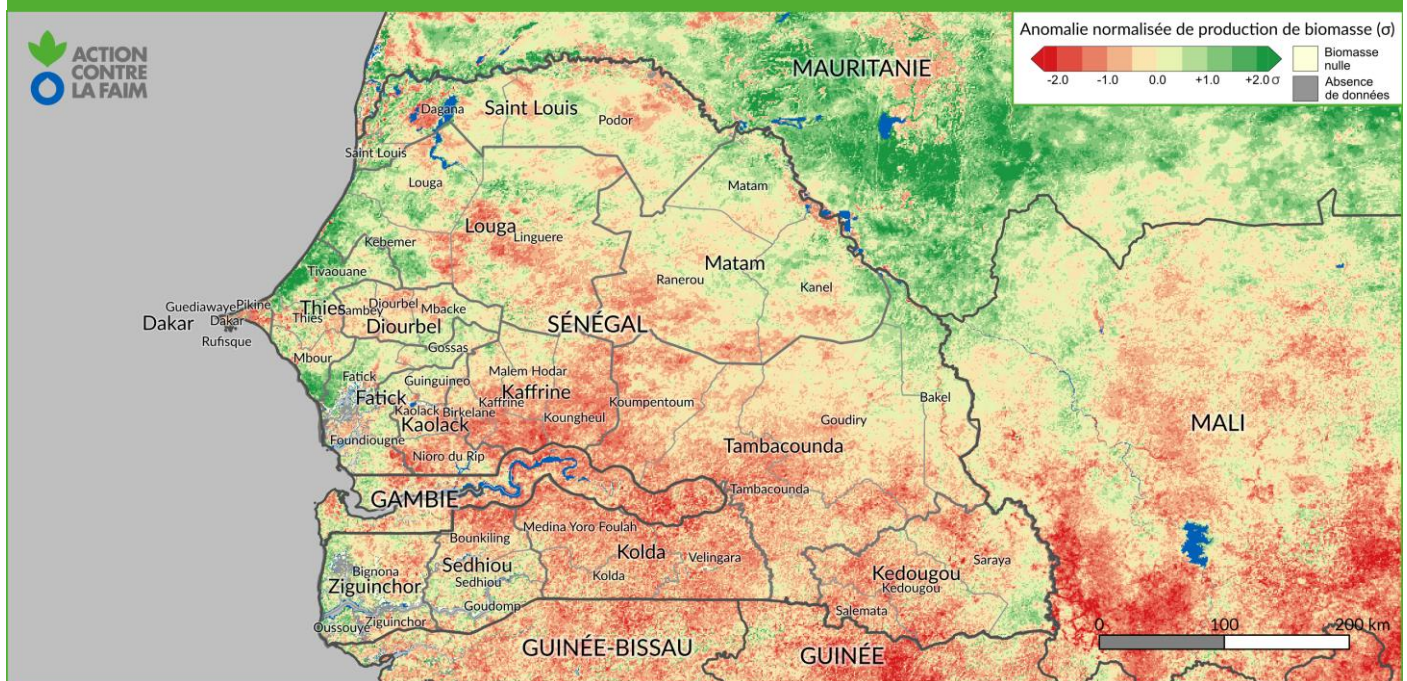 ACTION
CONTRE
LA FAIM
Anomalie normalisée de production de biomasse (σ)
-2.0 -1.0 0.0 +1.0 +2.0 σ
Biomasse
nulle
Absence
de données
MAURITANIE
Dagana
Saint Louis
Podor
Saint Louis
Louga
Matam
Louga
Linguere
Kebemer
Matam
Tivaouane
Ranerou
Kanel
Guediawaye
Pikine
Thies
Diourbel
Mbacke
Dakar
Dakar
Thies
Bambey
Diourbel
SÉNÉGAL
Rufisque
Gossas
Mbour
Malem Hodar
Fatick
Guinguineo
Kaffrine
Fatick
Kaffrine
Koumpentoum
Bakel
Kaolack
Birkelane
Koungheul
Goudiry
MALI
Kaolack
Foundiougne
Tambacounda
Nioro du Rip
Tambacounda
GAMBIE
Medina Yoro Foulah
Bounkiling
Kolda
Velingara
Saraya
Sedhiou
Bignona
Sedhiou
Kolda
Kedougou
Ziguinchor
Kedougou
Goudomp
Salemata
Oussouye
Ziguinchor
0 100 200 km
GUINÉE-BISSAU
GUINÉE